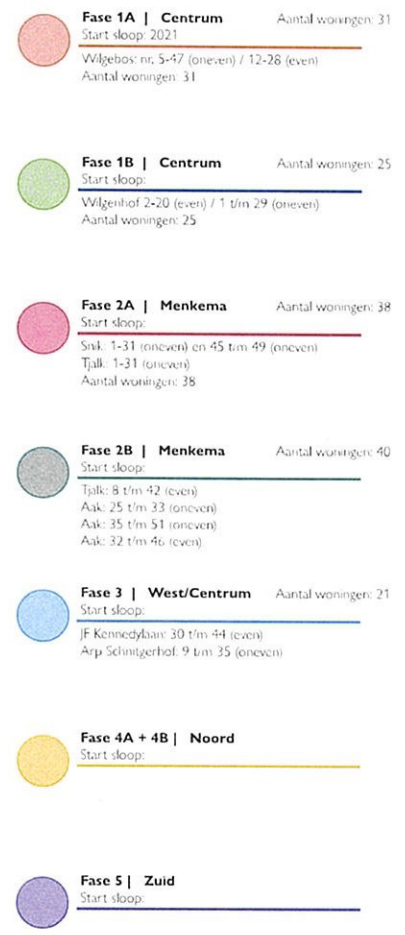 Fase 1A | Centrum Aantal woningen: 31
Start sloop: 2021
Wilgebos: nr. 5-47 (oneven) / 12-28 (even)
Aantal woningen: 31
Fase 1B | Centrum Aantal woningen: 25
Start sloop:
Wilgenhof 2-20 (even) / 1 t/m 29 (oneven)
Aantal woningen: 25
Fase 2A | Menkema Aantal woningen: 38
Start sloop:
Snik: 1-31 (oneven) en 45 t/m 49 (oneven)
Tjalk: 1-31 (oneven)
Aantal woningen: 38
Fase 2B | Menkema Aantal woningen: 40
Start sloop:
Tjalk: 8 t/m 42 (even)
Aak: 25 t/m 33 (oneven)
Aak: 35 t/m 51 (oneven)
Aak: 32 t/m 46 (even)
Fase 3 | West/Centrum Aantal woningen: 21
Start sloop:
JF Kennedylaan: 30 t/m 44 (even)
Arp Schnitgerhof: 9 t/m 35 (oneven)
Fase 4A + 4B | Noord
Start sloop:
Fase 5 | Zuid
Start sloop: